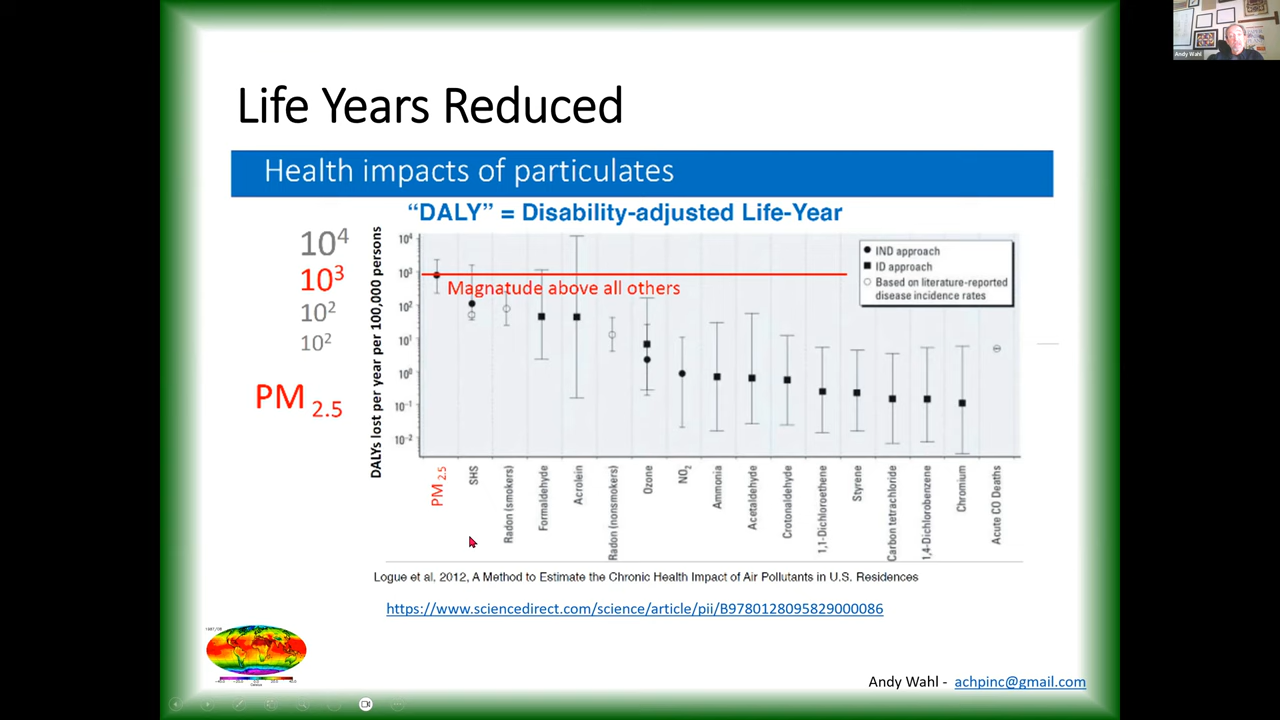 Andy Wahl
Life Years Reduced
Health impacts of particulates
“DALY” = Disability-adjusted Life-Year
10⁴
10³
10²
10²
PM 2.5
DALYs lost per year per 100,000 persons
10⁴
10³
10²
10¹
10⁰
10⁻¹
10⁻²
Magnatude above all others
IND approach
ID approach
Based on literature-reported
disease incidence rates
PM 2.5
SHS
Radon (smokers)
Formaldehyde
Acrolein
Radon (nonsmokers)
Ozone
NO₂
Ammonia
Acetaldehyde
Crotonaldehyde
1,1-Dichloroethene
Styrene
Carbon tetrachloride
1,4-Dichlorobenzene
Chromium
Acute CO Deaths
Logue et al. 2012, A Method to Estimate the Chronic Health Impact of Air Pollutants in U.S. Residences
https://www.sciencedirect.com/science/article/pii/B9780128095829000086
Andy Wahl - achpinc@gmail.com